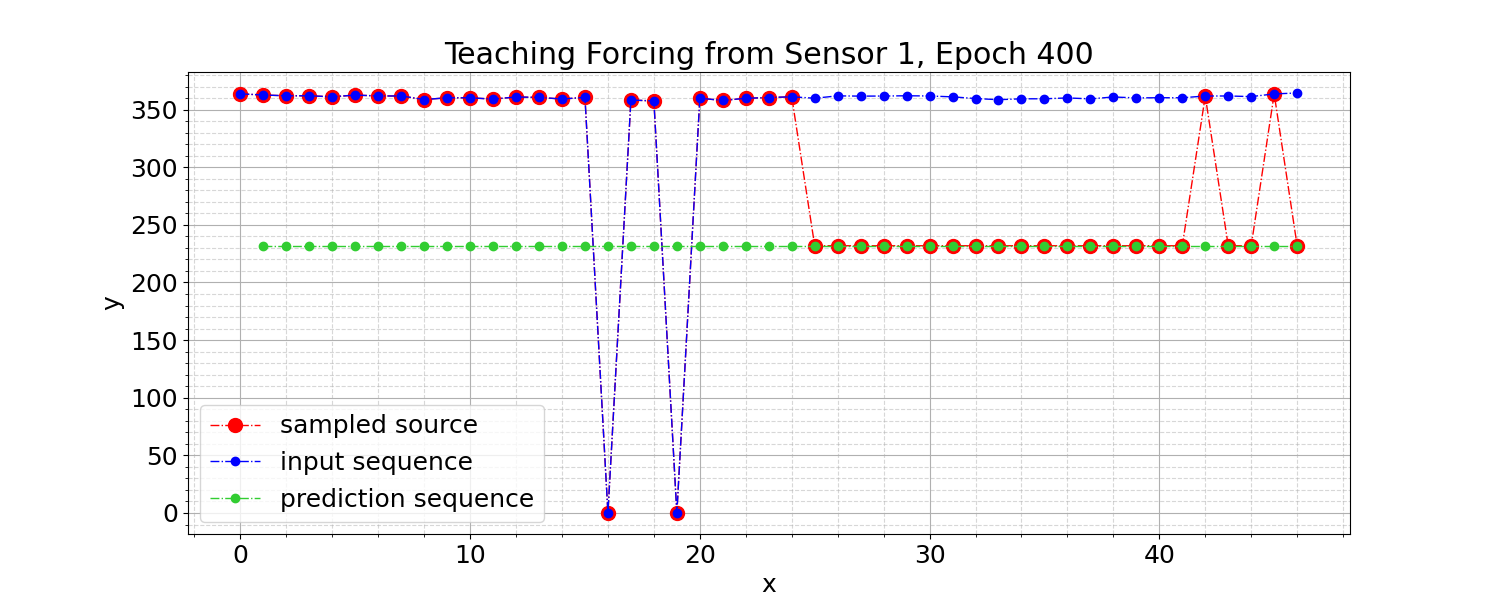 Teaching Forcing from Sensor 1, Epoch 400
350
300
250
200
150
100
50
0
y
sampled source
input sequence
prediction sequence
0 10 20 30 40
x